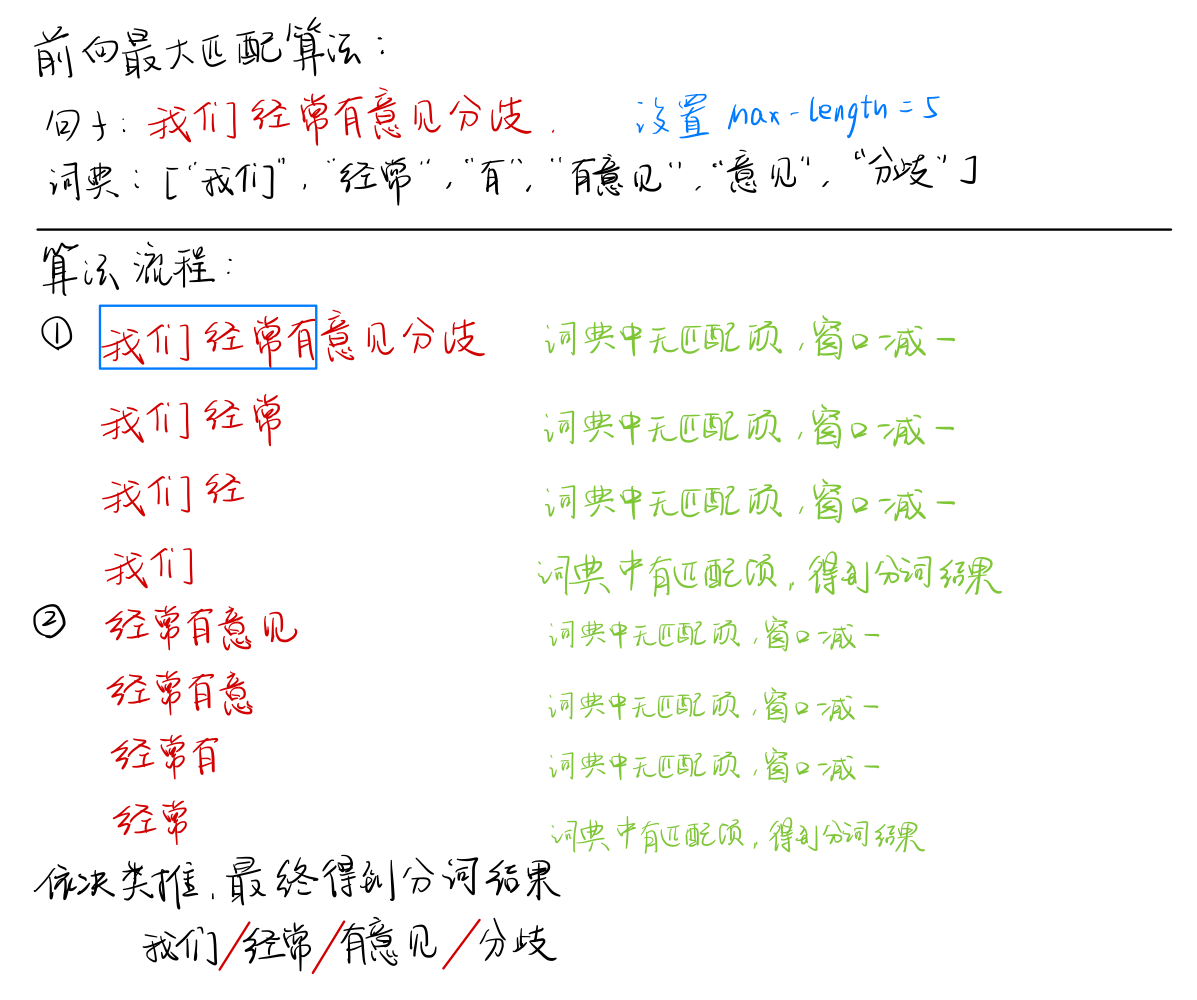 前向最大匹配算法：
句子：我们经常有意见分歧． 设置 max-length=5
词典：["我们", "经常", "有", "有意见", "意见", "分歧"]
算法流程：
① 我们经常有意见分歧 词典中无匹配项，窗口减一
我们经常 词典中无匹配项，窗口减一
我们经 词典中无匹配项，窗口减一
我们 词典中有匹配项，得到分词结果
② 经常有意见 词典中无匹配项，窗口减一
经常有意 词典中无匹配项，窗口减一
经常有 词典中无匹配项，窗口减一
经常 词典中有匹配项，得到分词结果
依次类推，最终得到分词结果
我们/经常/有意见/分歧